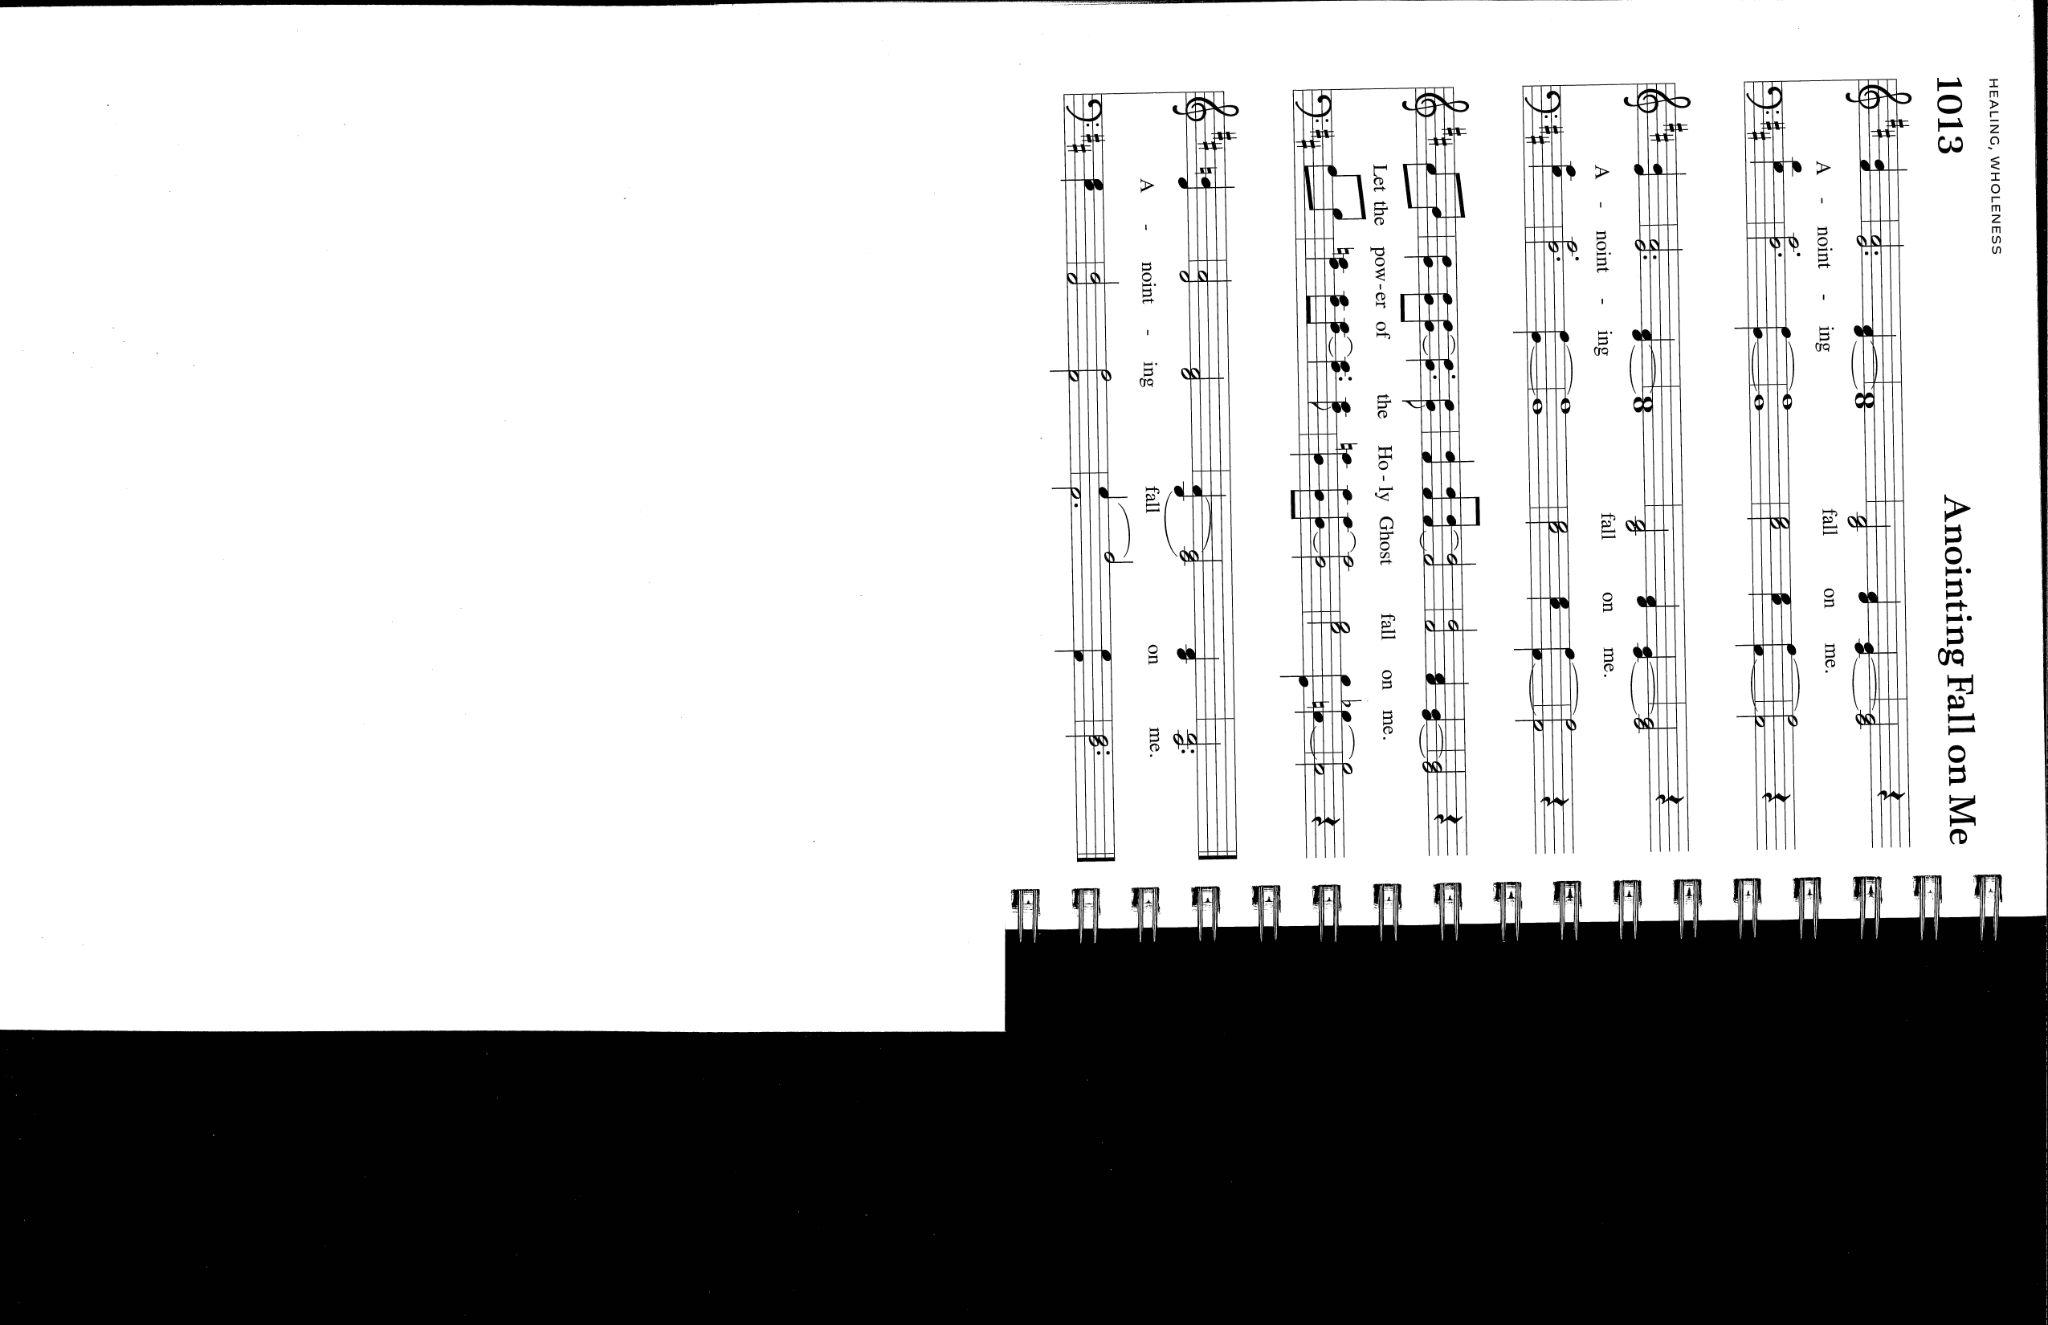 HEALING, WHOLENESS
1013 Anointing Fall on Me
A - noint - ing fall on me.
A - noint - ing fall on me.
Let the pow-er of the Ho - ly Ghost fall on me.
A - noint - ing fall on me.